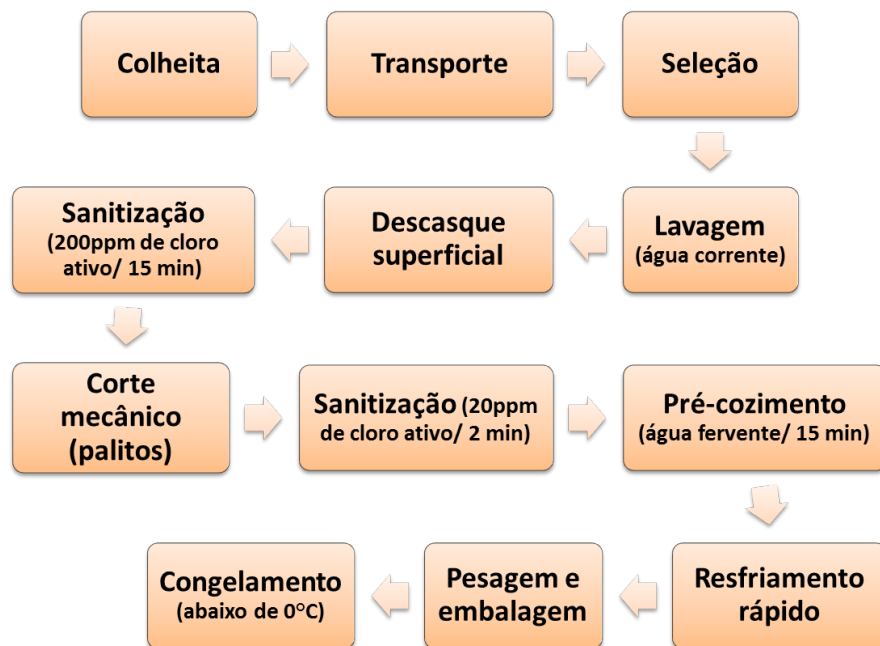 Colheita
Transporte
Seleção
Lavagem
(água corrente)
Descasque
superficial
Sanitização
(200ppm de cloro
ativo/ 15 min)
Corte
mecânico
(palitos)
Sanitização (20ppm
de cloro ativo/ 2 min)
Pré-cozimento
(água fervente/ 15 min)
Resfriamento
rápido
Pesagem e
embalagem
Congelamento
(abaixo de 0°C)